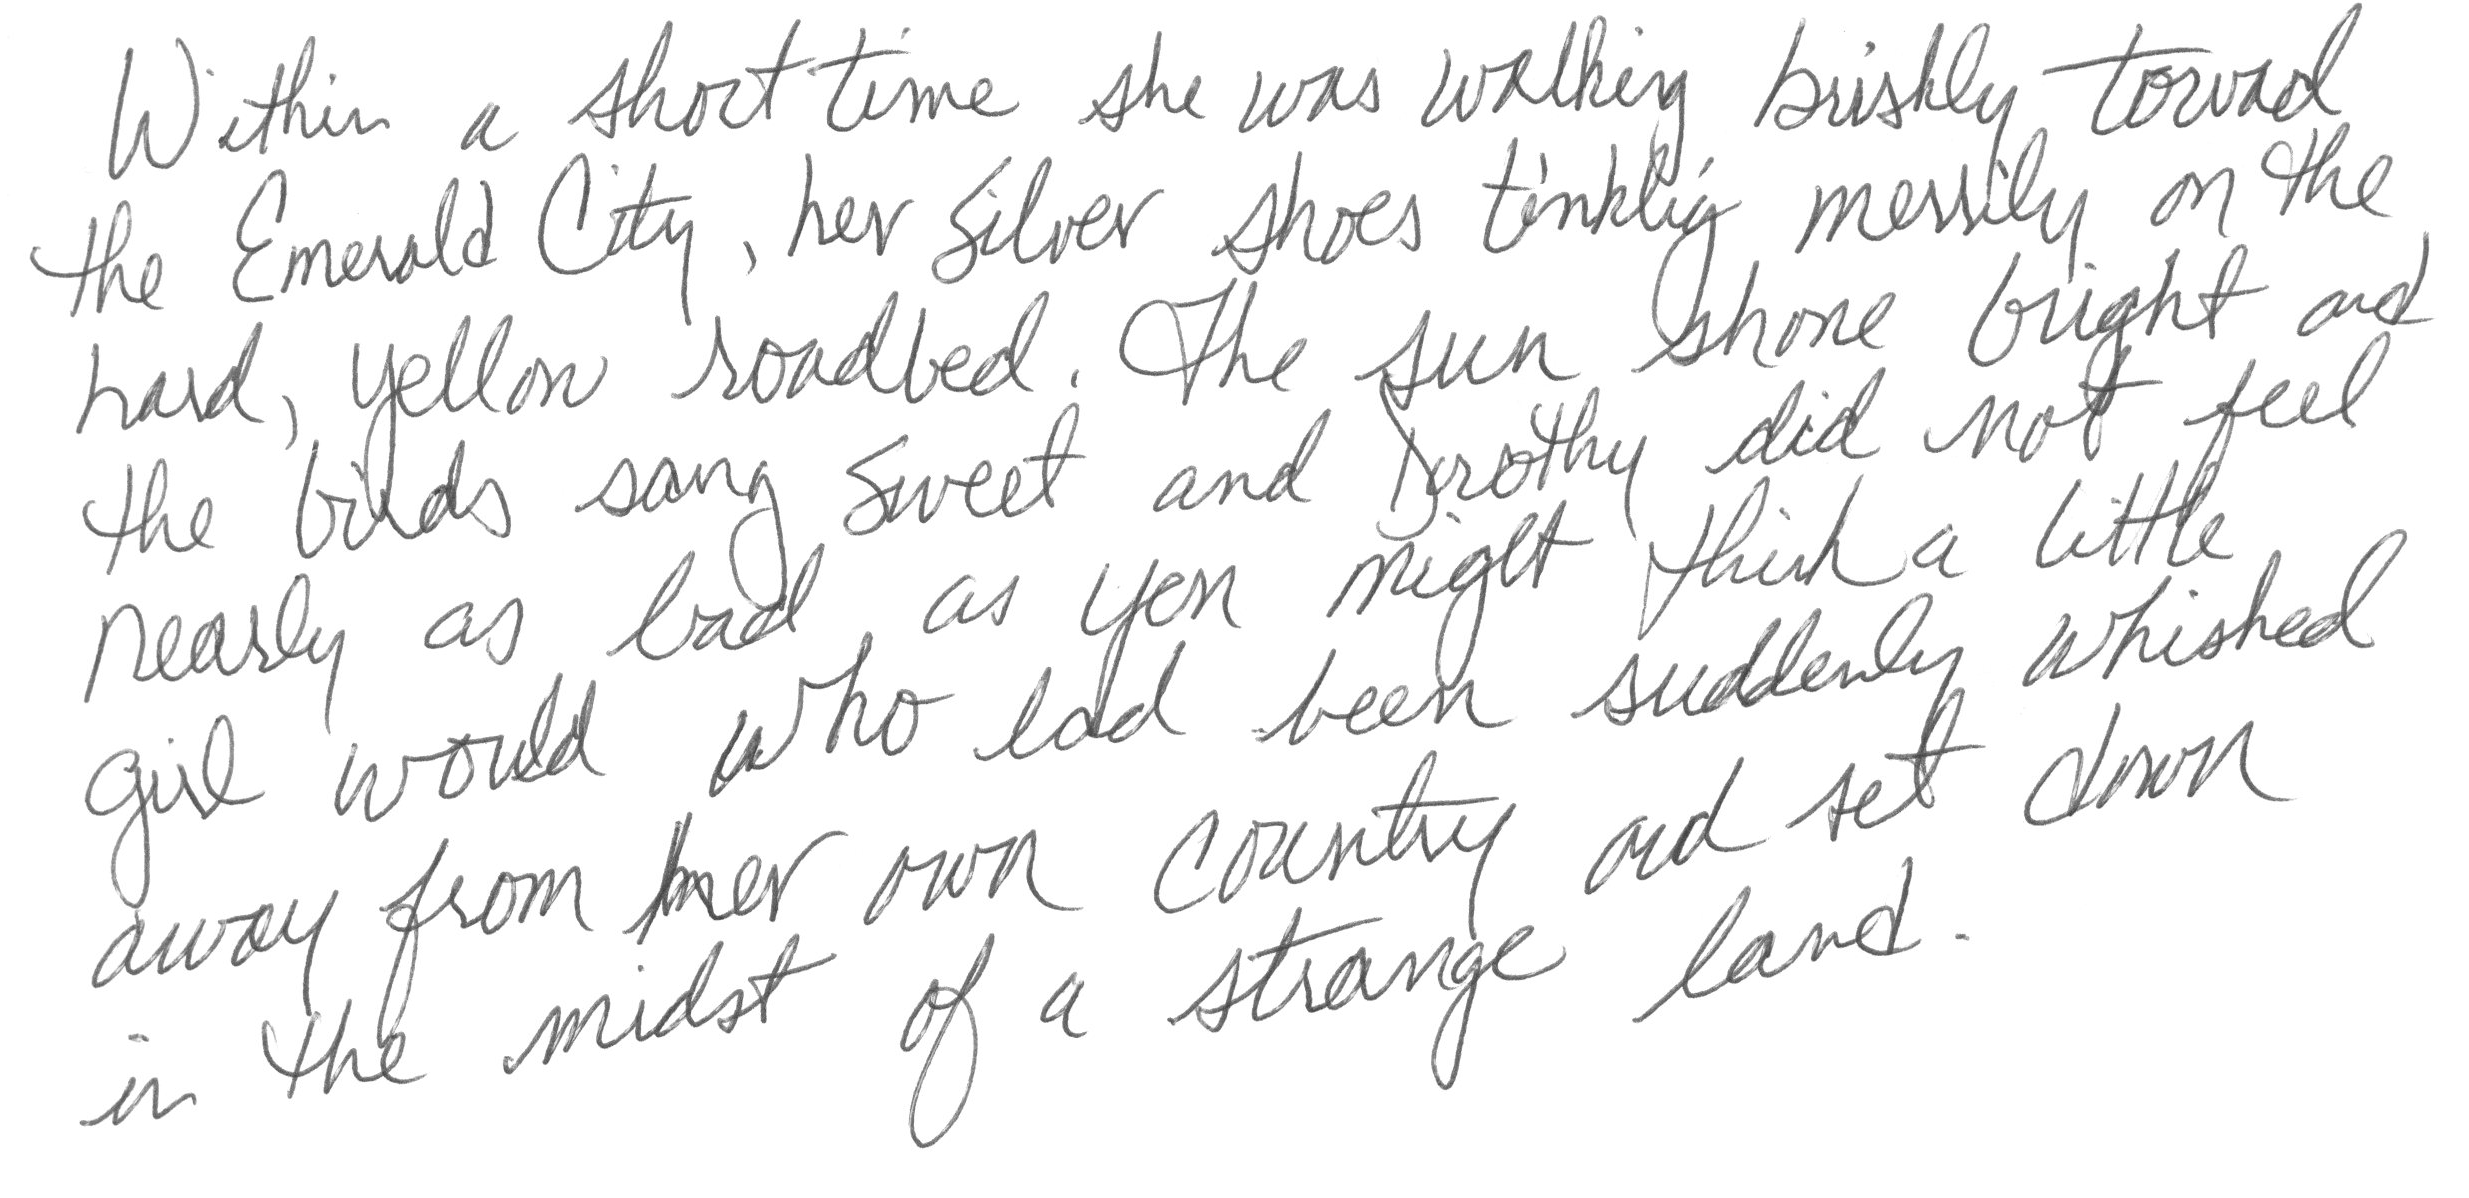 Within a short time she was walking briskly toward
the Emerald City, her silver shoes tinkling merrily on the
hard, yellow roadbed. The sun shone bright and
the birds sang sweet and Dorothy did not feel
nearly as bad as you might think a little
girl would who had been suddenly whisked
away from her own country and set down
in the midst of a strange land.